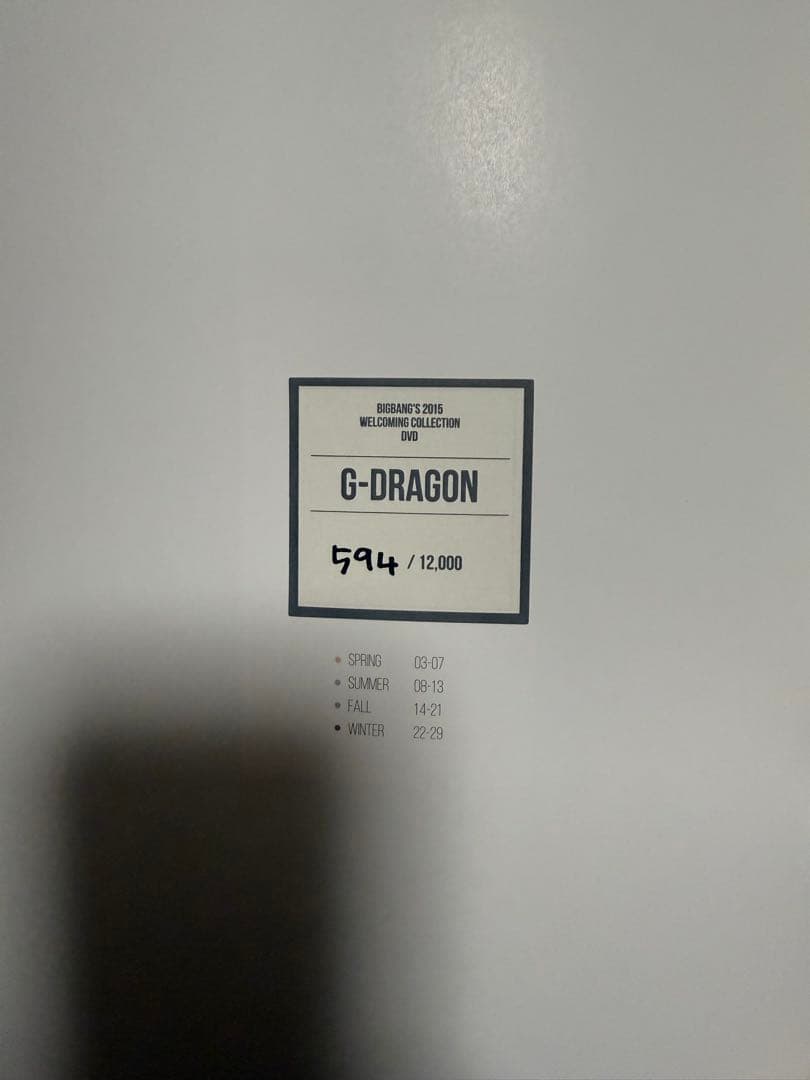 BIGBANG'S 2015
WELCOMING COLLECTION
DVD
G-DRAGON
594 / 12,000
• SPRING 03-07
• SUMMER 08-13
• FALL 14-21
• WINTER 22-29